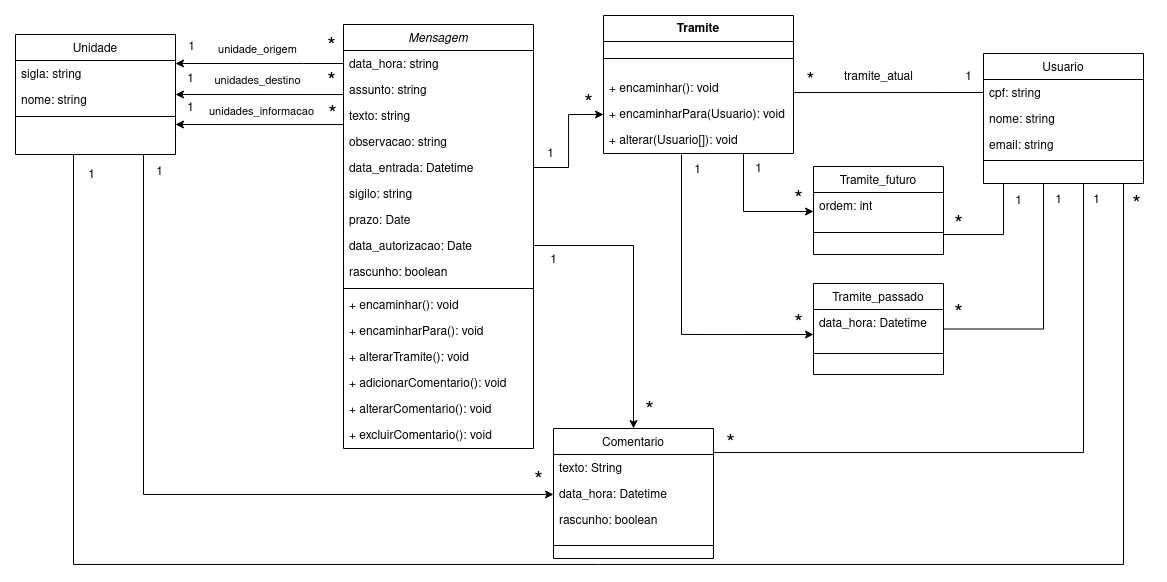 Unidade
sigla: string
nome: string
1
unidade_origem
*
1
unidades_destino
*
1
unidades_informacao
*
Mensagem
data_hora: string
assunto: string
texto: string
observacao: string
data_entrada: Datetime
sigilo: string
prazo: Date
data_autorizacao: Date
rascunho: boolean
+ encaminhar(): void
+ encaminharPara(): void
+ alterarTramite(): void
+ adicionarComentario(): void
+ alterarComentario(): void
+ excluirComentario(): void
1
*
1
*
Tramite
+ encaminhar(): void
+ encaminharPara(Usuario): void
+ alterar(Usuario[]): void
*
tramite_atual
1
Usuario
cpf: string
nome: string
email: string
1
1
*
*
Tramite_futuro
ordem: int
*
Tramite_passado
data_hora: Datetime
*
1
1
1
*
1
1
*
Comentario
texto: String
data_hora: Datetime
rascunho: boolean
*